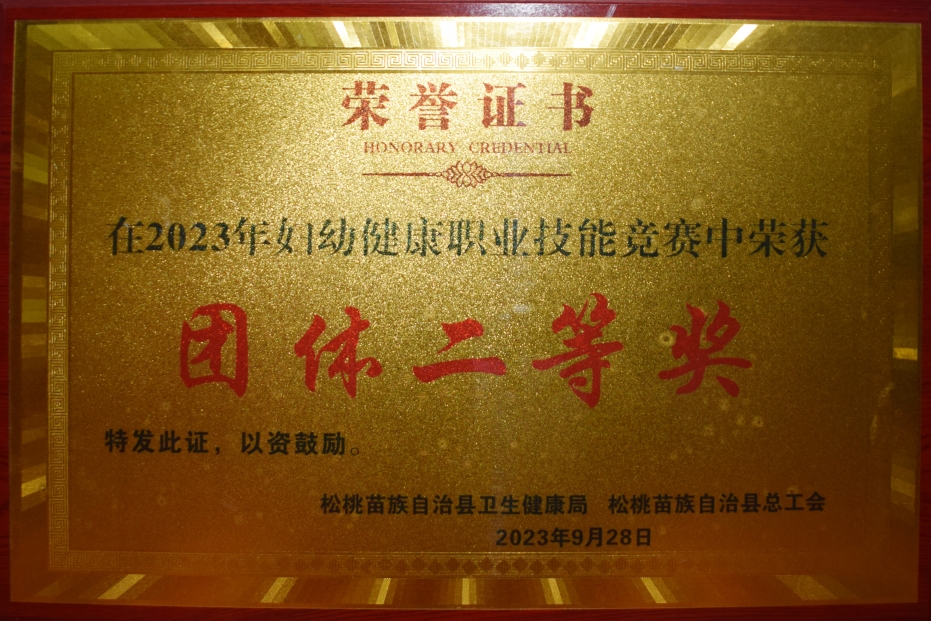 荣誉证书
HONORARY CREDENTIAL
在2023年妇幼健康职业技能竞赛中荣获
团体二等奖
特发此证，以资鼓励。
松桃苗族自治县卫生健康局 松桃苗族自治县总工会
2023年9月28日